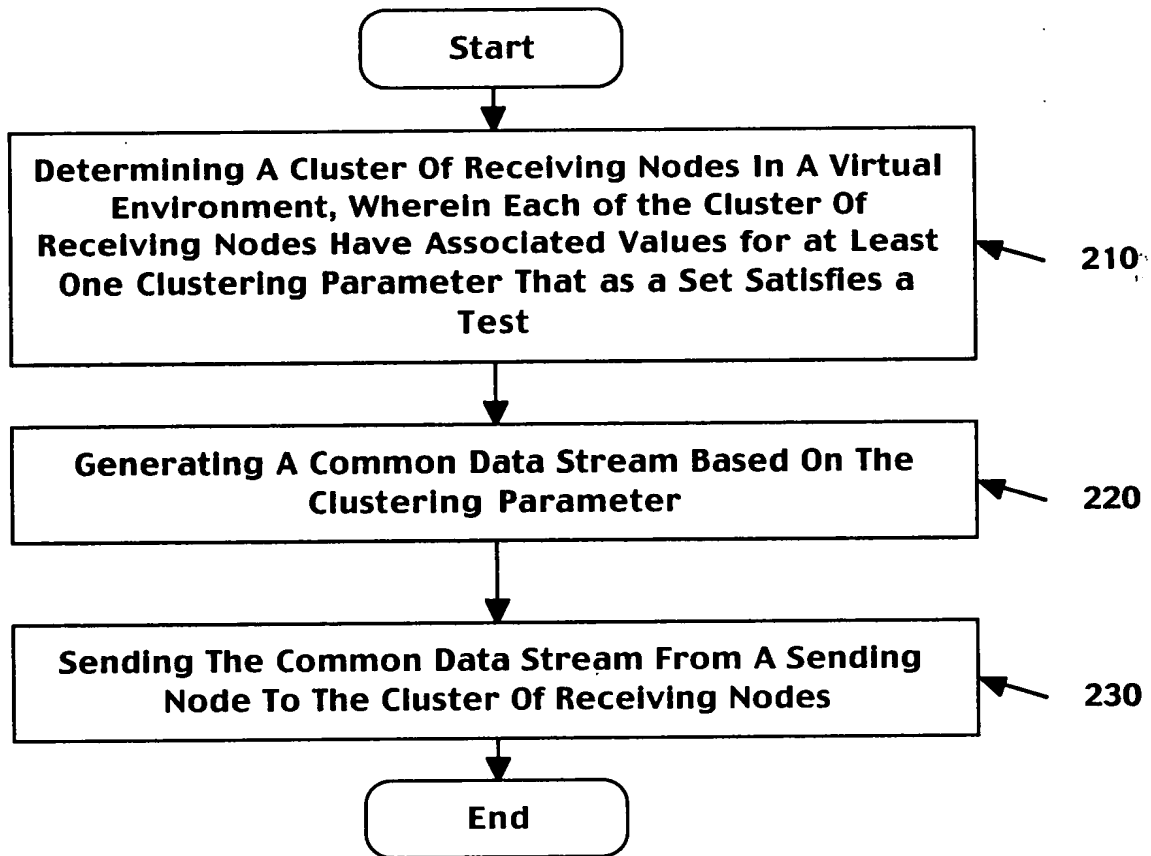 Start
Determining A Cluster Of Receiving Nodes In A Virtual
Environment, Wherein Each of the Cluster Of
Receiving Nodes Have Associated Values for at Least
One Clustering Parameter That as a Set Satisfies a
Test
210
Generating A Common Data Stream Based On The
Clustering Parameter
220
Sending The Common Data Stream From A Sending
Node To The Cluster Of Receiving Nodes
230
End